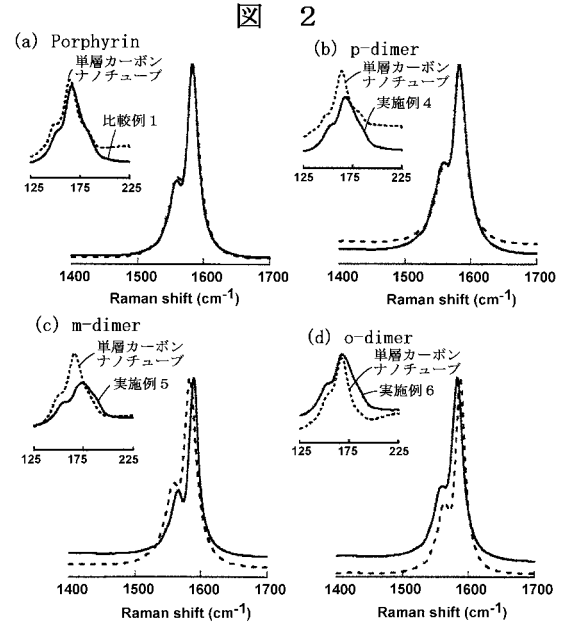 図 2
(a) Porphyrin
単層カーボン
ナノチューブ
比較例1
125 175 225
1400 1500 1600 1700
Raman shift (cm-1)
(b) p-dimer
単層カーボン
ナノチューブ
実施例4
125 175 225
1400 1500 1600 1700
Raman shift (cm-1)
(c) m-dimer
単層カーボン
ナノチューブ
実施例5
125 175 225
1400 1500 1600 1700
Raman shift (cm-1)
(d) o-dimer
単層カーボン
ナノチューブ
実施例6
125 175 225
1400 1500 1600 1700
Raman shift (cm-1)